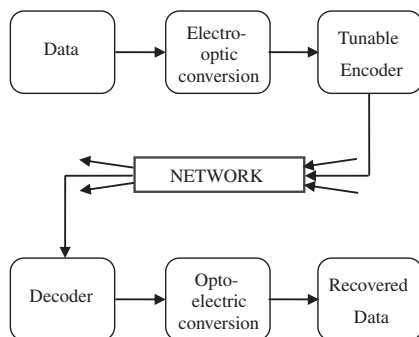 Data
Electro-
optic
conversion
Tunable
Encoder
NETWORK
Decoder
Opto-
electric
conversion
Recovered
Data